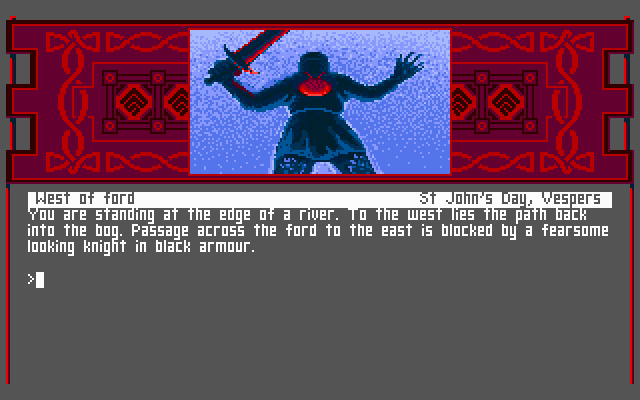 West of ford St John's Day, Vespers
You are standing at the edge of a river. To the west lies the path back
into the bog. Passage across the ford to the east is blocked by a fearsome
looking knight in black armour.
>